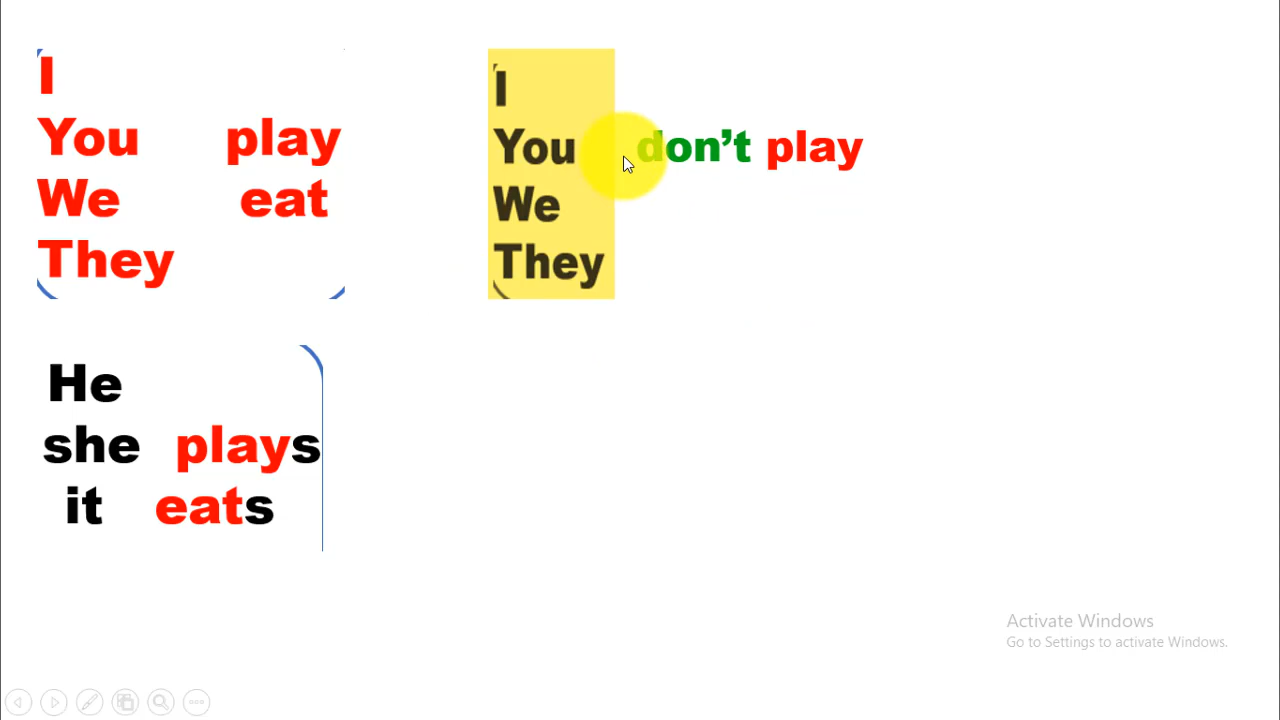 I
You play
We eat
They
I
You don't play
We
They
He
she plays
it eats
Activate Windows
Go to Settings to activate Windows.